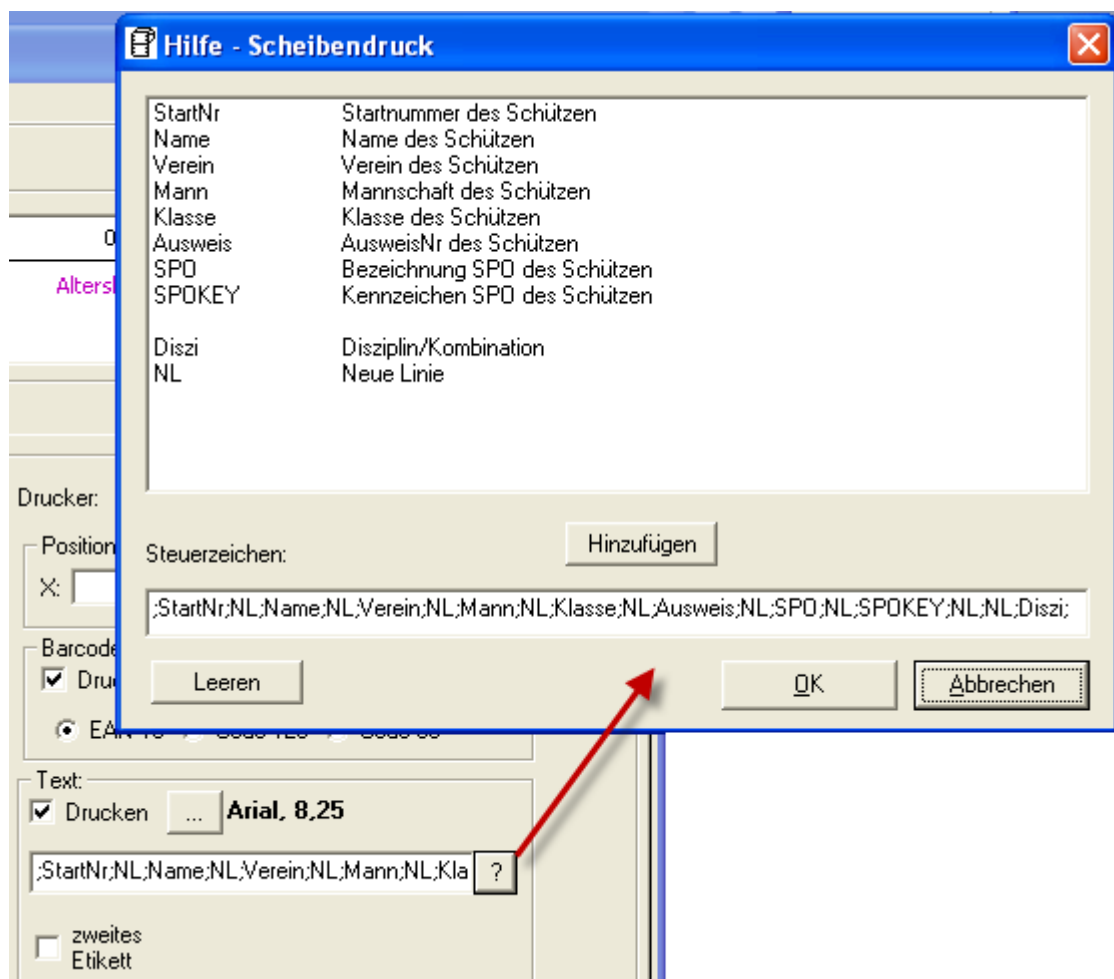 Hilfe - Scheibendruck
StartNr Startnummer des Schützen
Name Name des Schützen
Verein Verein des Schützen
Mann Mannschaft des Schützen
Klasse Klasse des Schützen
Ausweis AusweisNr des Schützen
SPO Bezeichnung SPO des Schützen
SPOKEY Kennzeichen SPO des Schützen
Diszi Disziplin/Kombination
NL Neue Linie
Hinzufügen
Steuerzeichen:
;StartNr;NL;Name;NL;Verein;NL;Mann;NL;Klasse;NL;Ausweis;NL;SPO;NL;SPOKEY;NL;NL;Diszi;
Leeren OK Abbrechen
0
Altersl
Drucker:
Position
X:
Barcode
Dru
Text:
Drucken ... Arial, 8,25
;StartNr;NL;Name;NL;Verein;NL;Mann;NL;Kla ?
zweites
Etikett